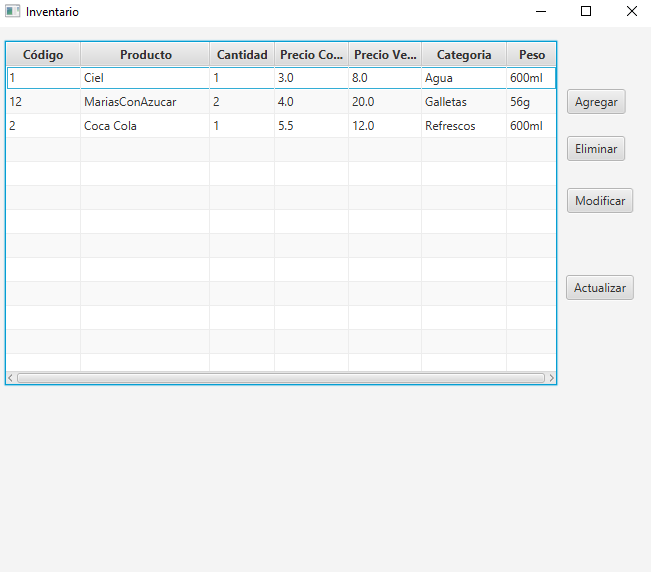 Inventario
Código Producto Cantidad Precio Co... Precio Ve... Categoria Peso
1 Ciel 1 3.0 8.0 Agua 600ml
12 MariasConAzucar 2 4.0 20.0 Galletas 56g
2 Coca Cola 1 5.5 12.0 Refrescos 600ml
Agregar
Eliminar
Modificar
Actualizar